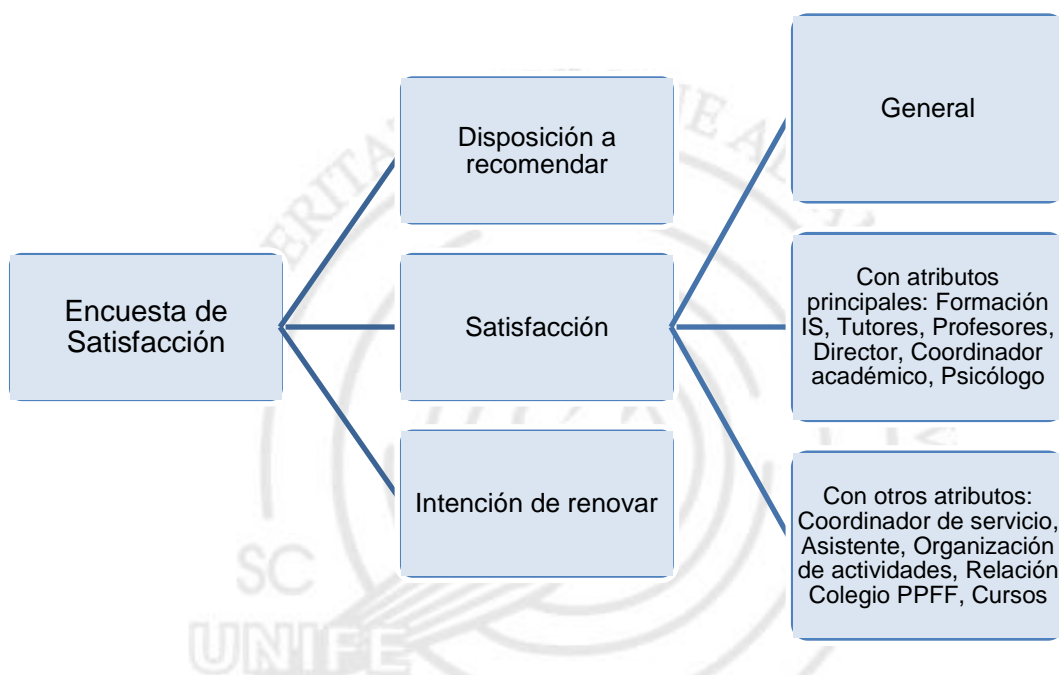 Encuesta de
Satisfacción
Disposición a
recomendar
Satisfacción
Intención de renovar
General
Con atributos
principales: Formación
IS, Tutores, Profesores,
Director, Coordinador
académico, Psicólogo
Con otros atributos:
Coordinador de servicio,
Asistente, Organización
de actividades, Relación
Colegio PPFF, Cursos
SC
UNIFE